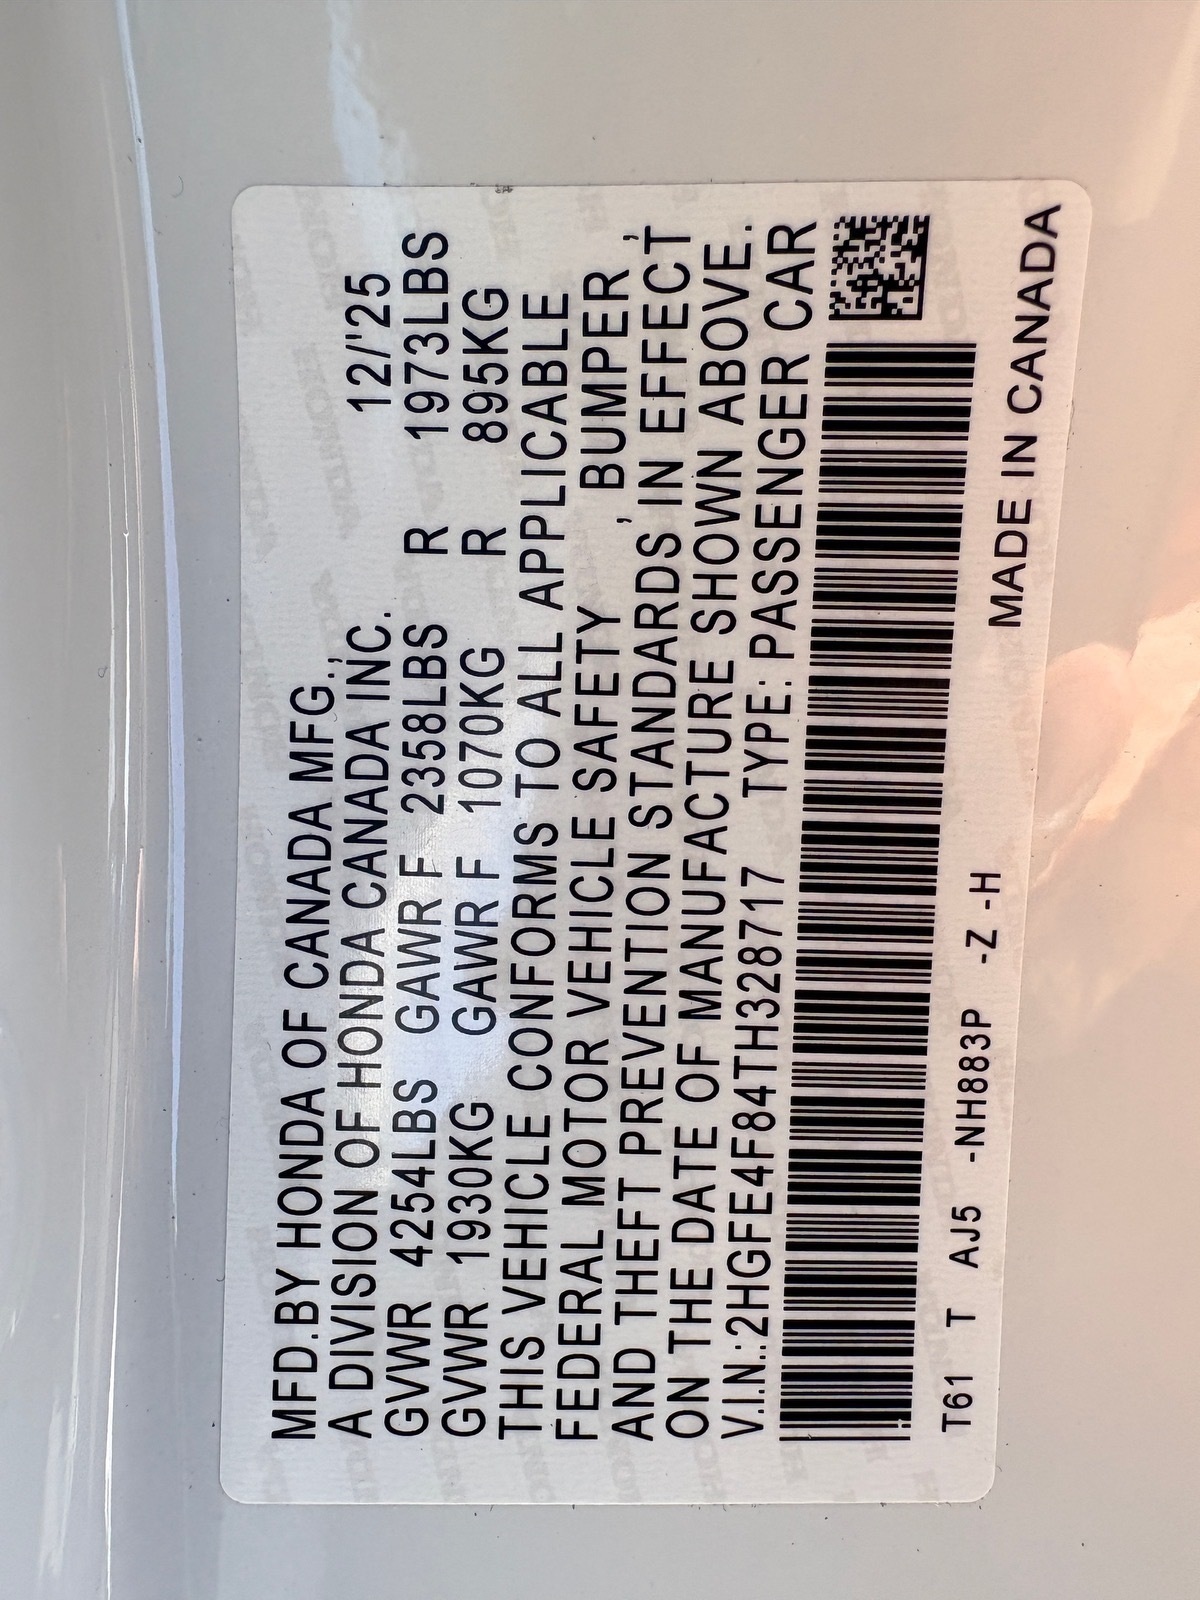 MFD.BY HONDA OF CANADA MFG.,
A DIVISION OF HONDA CANADA INC. 12/'25
GVWR 4254LBS GAWR F 2358LBS R 1973LBS
GVWR 1930KG GAWR F 1070KG R 895KG
THIS VEHICLE CONFORMS TO ALL APPLICABLE
FEDERAL MOTOR VEHICLE SAFETY , BUMPER ,
AND THEFT PREVENTION STANDARDS , IN EFFECT
ON THE DATE OF MANUFACTURE SHOWN ABOVE.
V.I.N.:2HGFE4F84TH328717 TYPE: PASSENGER CAR
T61 T AJ5 -NH883P -Z -H
MADE IN CANADA